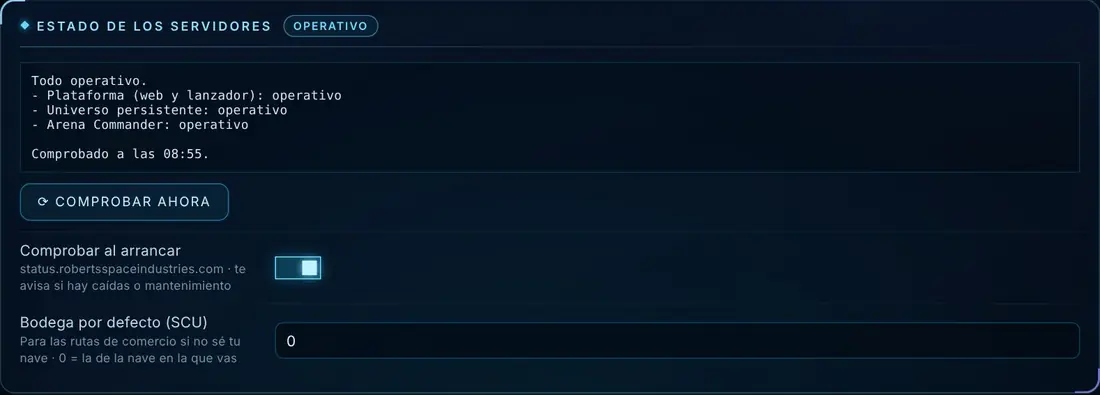 ESTADO DE LOS SERVIDORES OPERATIVO
Todo operativo.
- Plataforma (web y lanzador): operativo
- Universo persistente: operativo
- Arena Commander: operativo
Comprobado a las 08:55.
⟳ COMPROBAR AHORA
Comprobar al arrancar
status.robertsspaceindustries.com · te
avisa si hay caídas o mantenimiento
Bodega por defecto (SCU)
Para las rutas de comercio si no sé tu
nave · 0 = la de la nave en la que vas
0